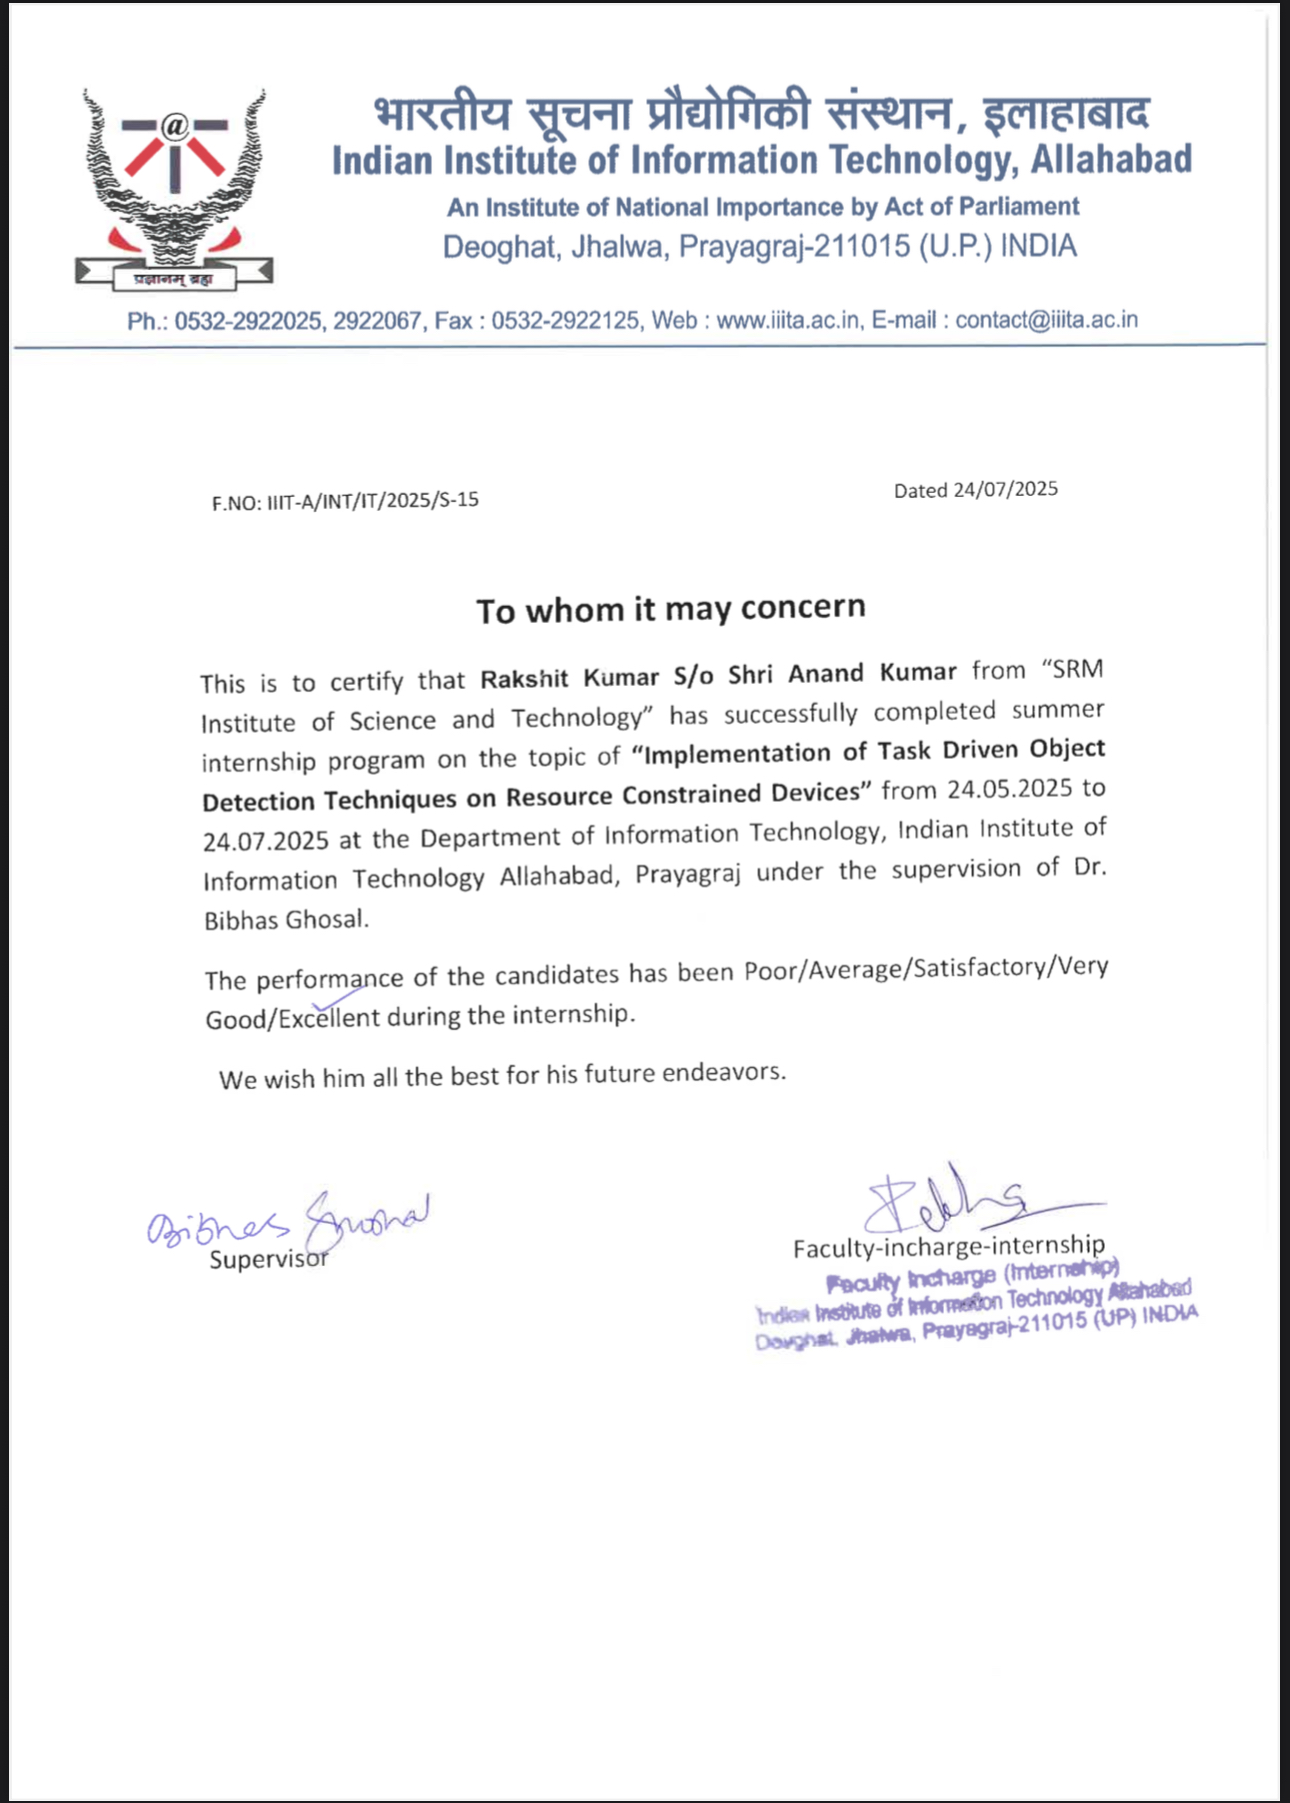 @
प्रज्ञानम् ब्रह्म
भारतीय सूचना प्रौद्योगिकी संस्थान, इलाहाबाद
Indian Institute of Information Technology, Allahabad
An Institute of National Importance by Act of Parliament
Deoghat, Jhalwa, Prayagraj-211015 (U.P.) INDIA
Ph.: 0532-2922025, 2922067, Fax : 0532-2922125, Web : www.iiita.ac.in, E-mail : contact@iiita.ac.in
F.NO: IIIT-A/INT/IT/2025/S-15
Dated 24/07/2025
To whom it may concern
This is to certify that Rakshit Kumar S/o Shri Anand Kumar from “SRM
Institute of Science and Technology” has successfully completed summer
internship program on the topic of “Implementation of Task Driven Object
Detection Techniques on Resource Constrained Devices” from 24.05.2025 to
24.07.2025 at the Department of Information Technology, Indian Institute of
Information Technology Allahabad, Prayagraj under the supervision of Dr.
Bibhas Ghosal.
The performance of the candidates has been Poor/Average/Satisfactory/Very
Good/Excellent during the internship.
We wish him all the best for his future endeavors.
Bibhas Ghoshal
Supervisor
Faculty-incharge-internship
Faculty Incharge (Internship)
Indian Institute of Information Technology Allahabad
Deoghat, Jhalwa, Prayagraj-211015 (UP) INDIA